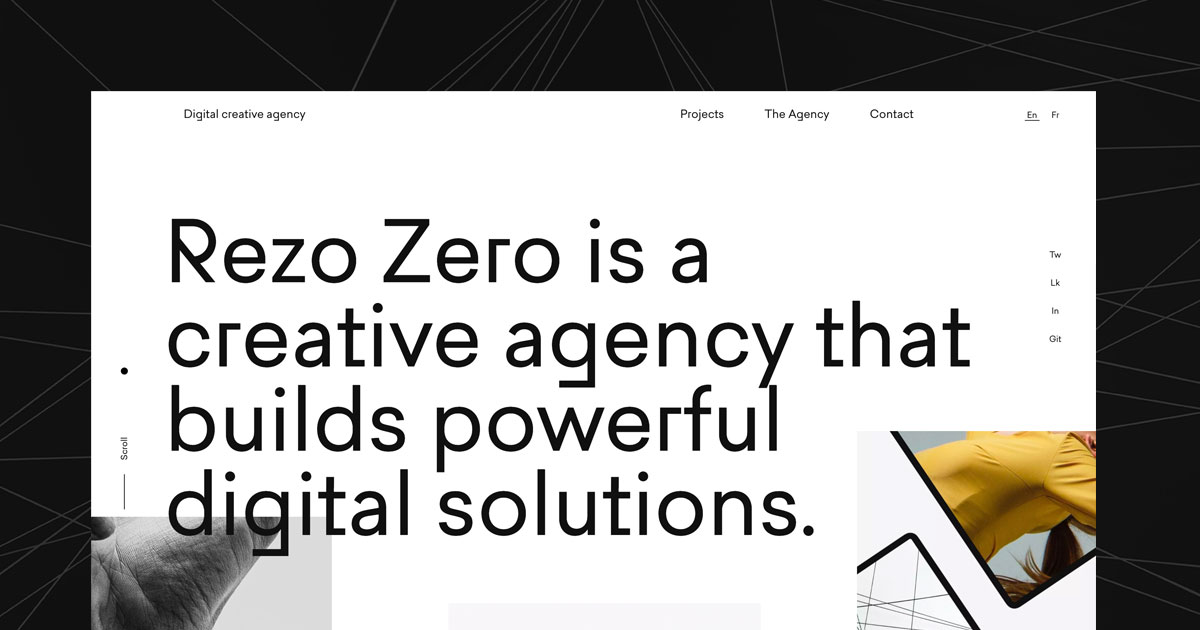 Digital creative agency
Projects
The Agency
Contact
En
Fr
Rezo Zero is a
creative agency that
builds powerful
digital solutions.
Tw
Lk
In
Git
Scroll